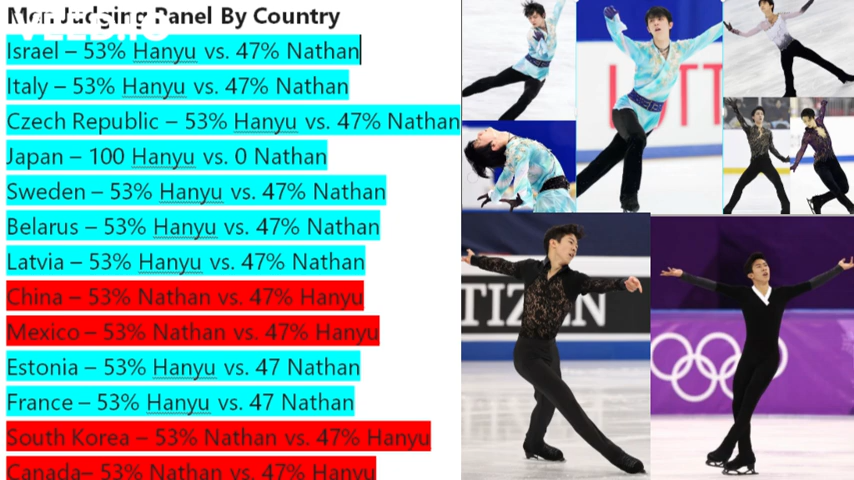 Men Judging Panel By Country
VEED.IO
Israel – 53% Hanyu vs. 47% Nathan
Italy – 53% Hanyu vs. 47% Nathan
Czech Republic – 53% Hanyu vs. 47% Nathan
Japan – 100 Hanyu vs. 0 Nathan
Sweden – 53% Hanyu vs. 47% Nathan
Belarus – 53% Hanyu vs. 47% Nathan
Latvia – 53% Hanyu vs. 47% Nathan
China – 53% Nathan vs. 47% Hanyu
Mexico – 53% Nathan vs. 47% Hanyu
Estonia – 53% Hanyu vs. 47 Nathan
France – 53% Hanyu vs. 47 Nathan
South Korea – 53% Nathan vs. 47% Hanyu
Canada– 53% Nathan vs. 47% Hanyu
LOTT
TIZEN